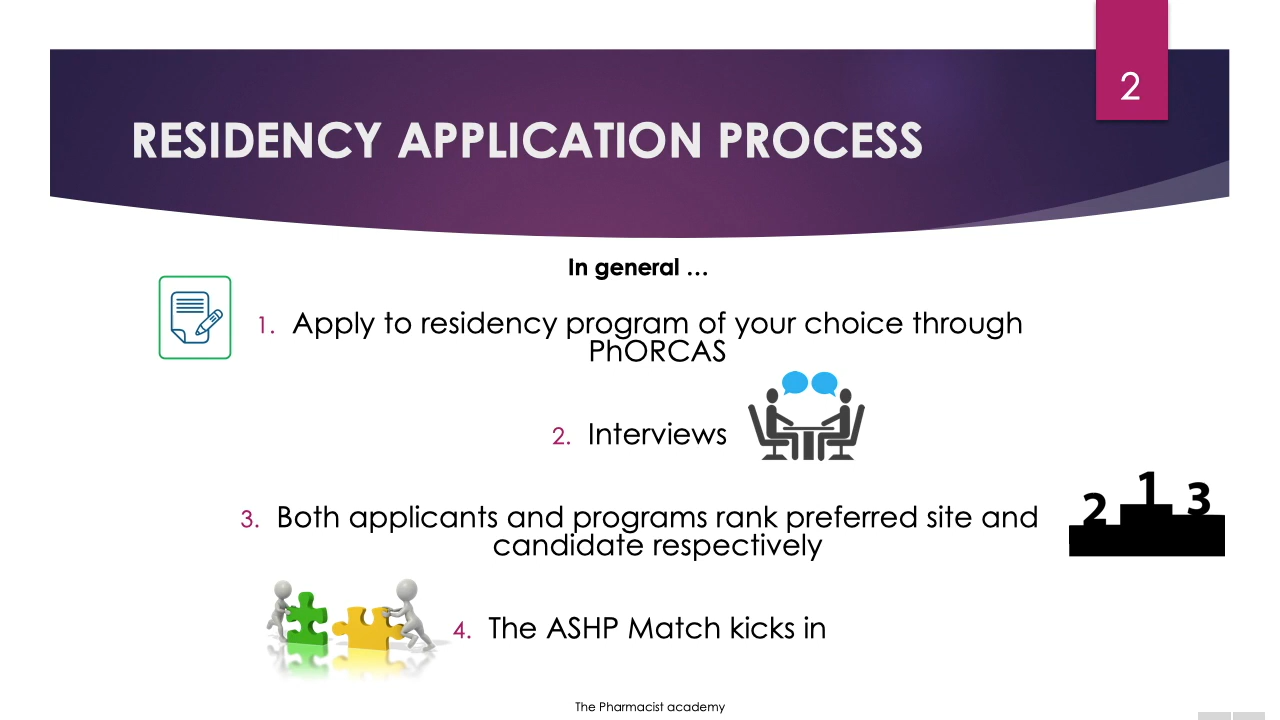 2
RESIDENCY APPLICATION PROCESS
In general …
1. Apply to residency program of your choice through
PhORCAS
2. Interviews
3. Both applicants and programs rank preferred site and
candidate respectively
2 1 3
4. The ASHP Match kicks in
The Pharmacist academy